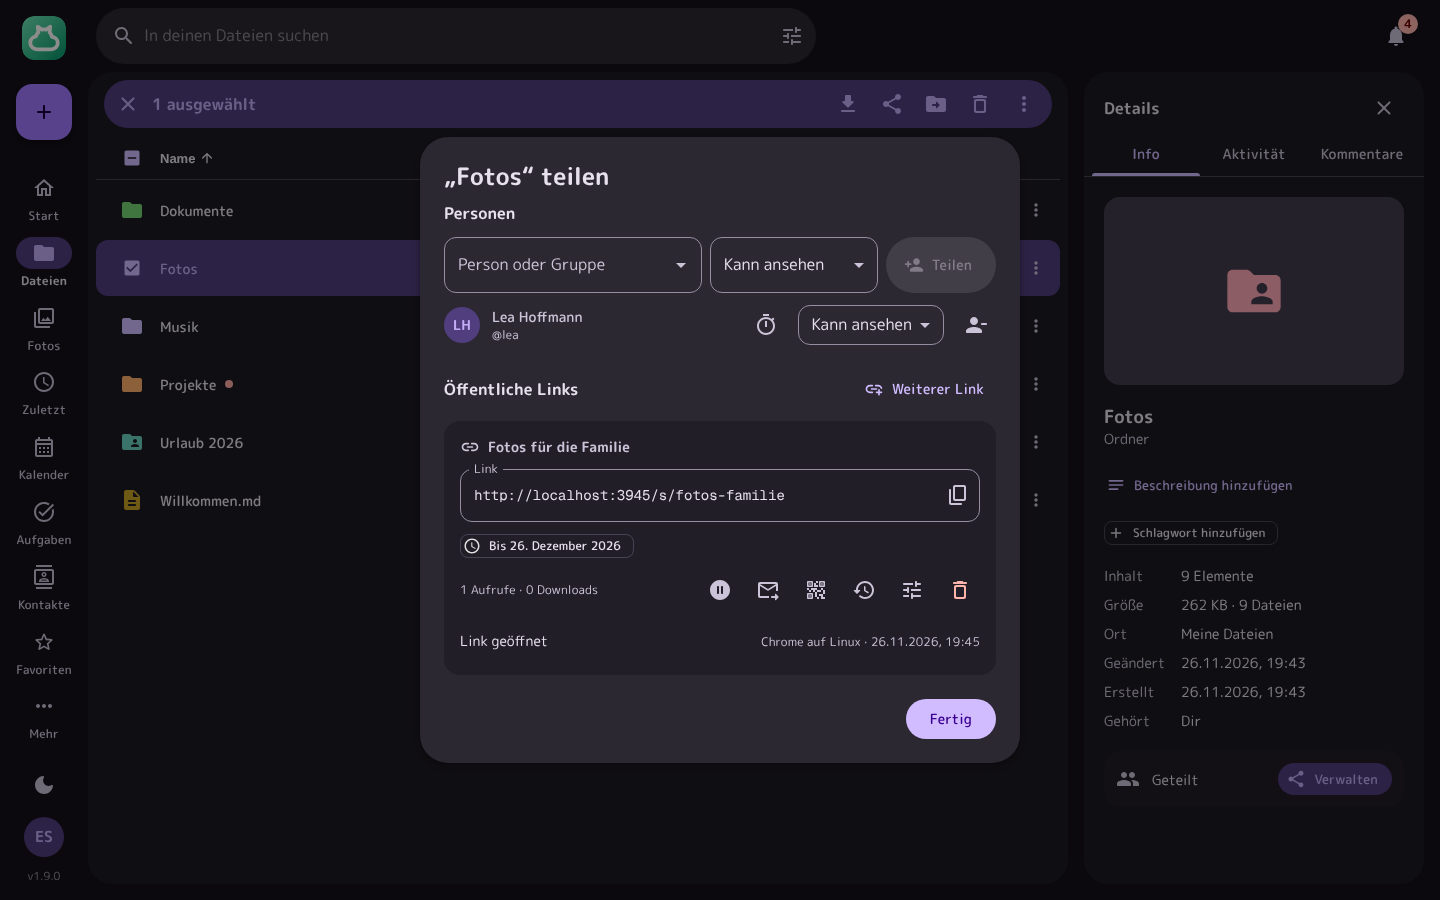 In deinen Dateien suchen
4
1 ausgewählt
Name
Start
Dateien
Fotos
Zuletzt
Kalender
Aufgaben
Kontakte
Favoriten
Mehr
ES
v1.9.0
Dokumente
Fotos
Musik
Projekte
Urlaub 2026
Willkommen.md
„Fotos“ teilen
Personen
Person oder Gruppe
Kann ansehen
Teilen
LH
Lea Hoffmann
@lea
Kann ansehen
Öffentliche Links
Weiterer Link
Fotos für die Familie
Link
http://localhost:3945/s/fotos-familie
Bis 26. Dezember 2026
1 Aufrufe · 0 Downloads
Link geöffnet
Chrome auf Linux · 26.11.2026, 19:45
Fertig
Details
Info
Aktivität
Kommentare
Fotos
Ordner
Beschreibung hinzufügen
Schlagwort hinzufügen
Inhalt 9 Elemente
Größe 262 KB · 9 Dateien
Ort Meine Dateien
Geändert 26.11.2026, 19:43
Erstellt 26.11.2026, 19:43
Gehört Dir
Geteilt
Verwalten